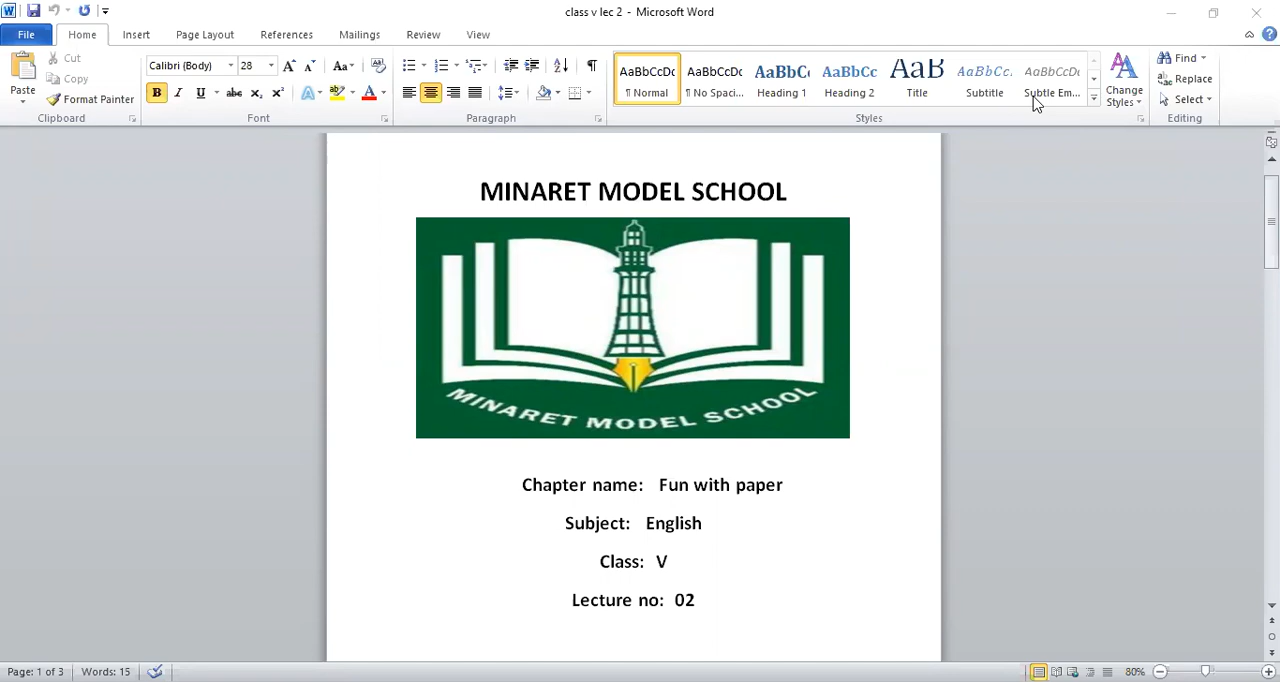 class v lec 2 - Microsoft Word
File Home Insert Page Layout References Mailings Review View
Paste
Cut
Copy
Format Painter
Clipboard
Calibri (Body) 28
Font
Paragraph
AaBbCcDc AaBbCcDc AaBbC AaBbCc AaB AaBbCc. AaBbCcDc
¶ Normal ¶ No Spaci... Heading 1 Heading 2 Title Subtitle Subtle Em...
Styles
Change
Styles
Find
Replace
Select
Editing
MINARET MODEL SCHOOL
MINARET MODEL SCHOOL
Chapter name: Fun with paper
Subject: English
Class: V
Lecture no: 02
Page: 1 of 3 Words: 15 80%